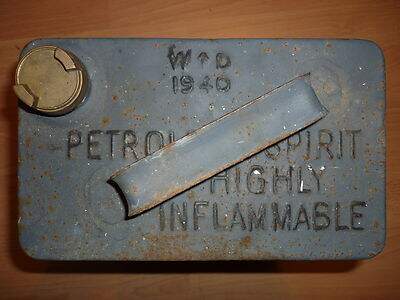 W↑D
1940
PETROL SPIRIT
HIGHLY
INFLAMMABLE